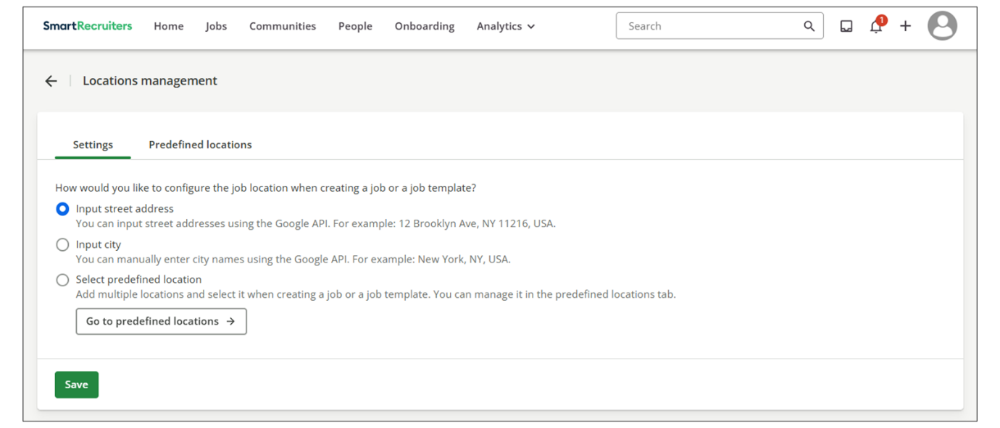 SmartRecruiters Home Jobs Communities People Onboarding Analytics Search 1
Locations management
Settings Predefined locations
How would you like to configure the job location when creating a job or a job template?
Input street address
You can input street addresses using the Google API. For example: 12 Brooklyn Ave, NY 11216, USA.
Input city
You can manually enter city names using the Google API. For example: New York, NY, USA.
Select predefined location
Add multiple locations and select it when creating a job or a job template. You can manage it in the predefined locations tab.
Go to predefined locations →
Save